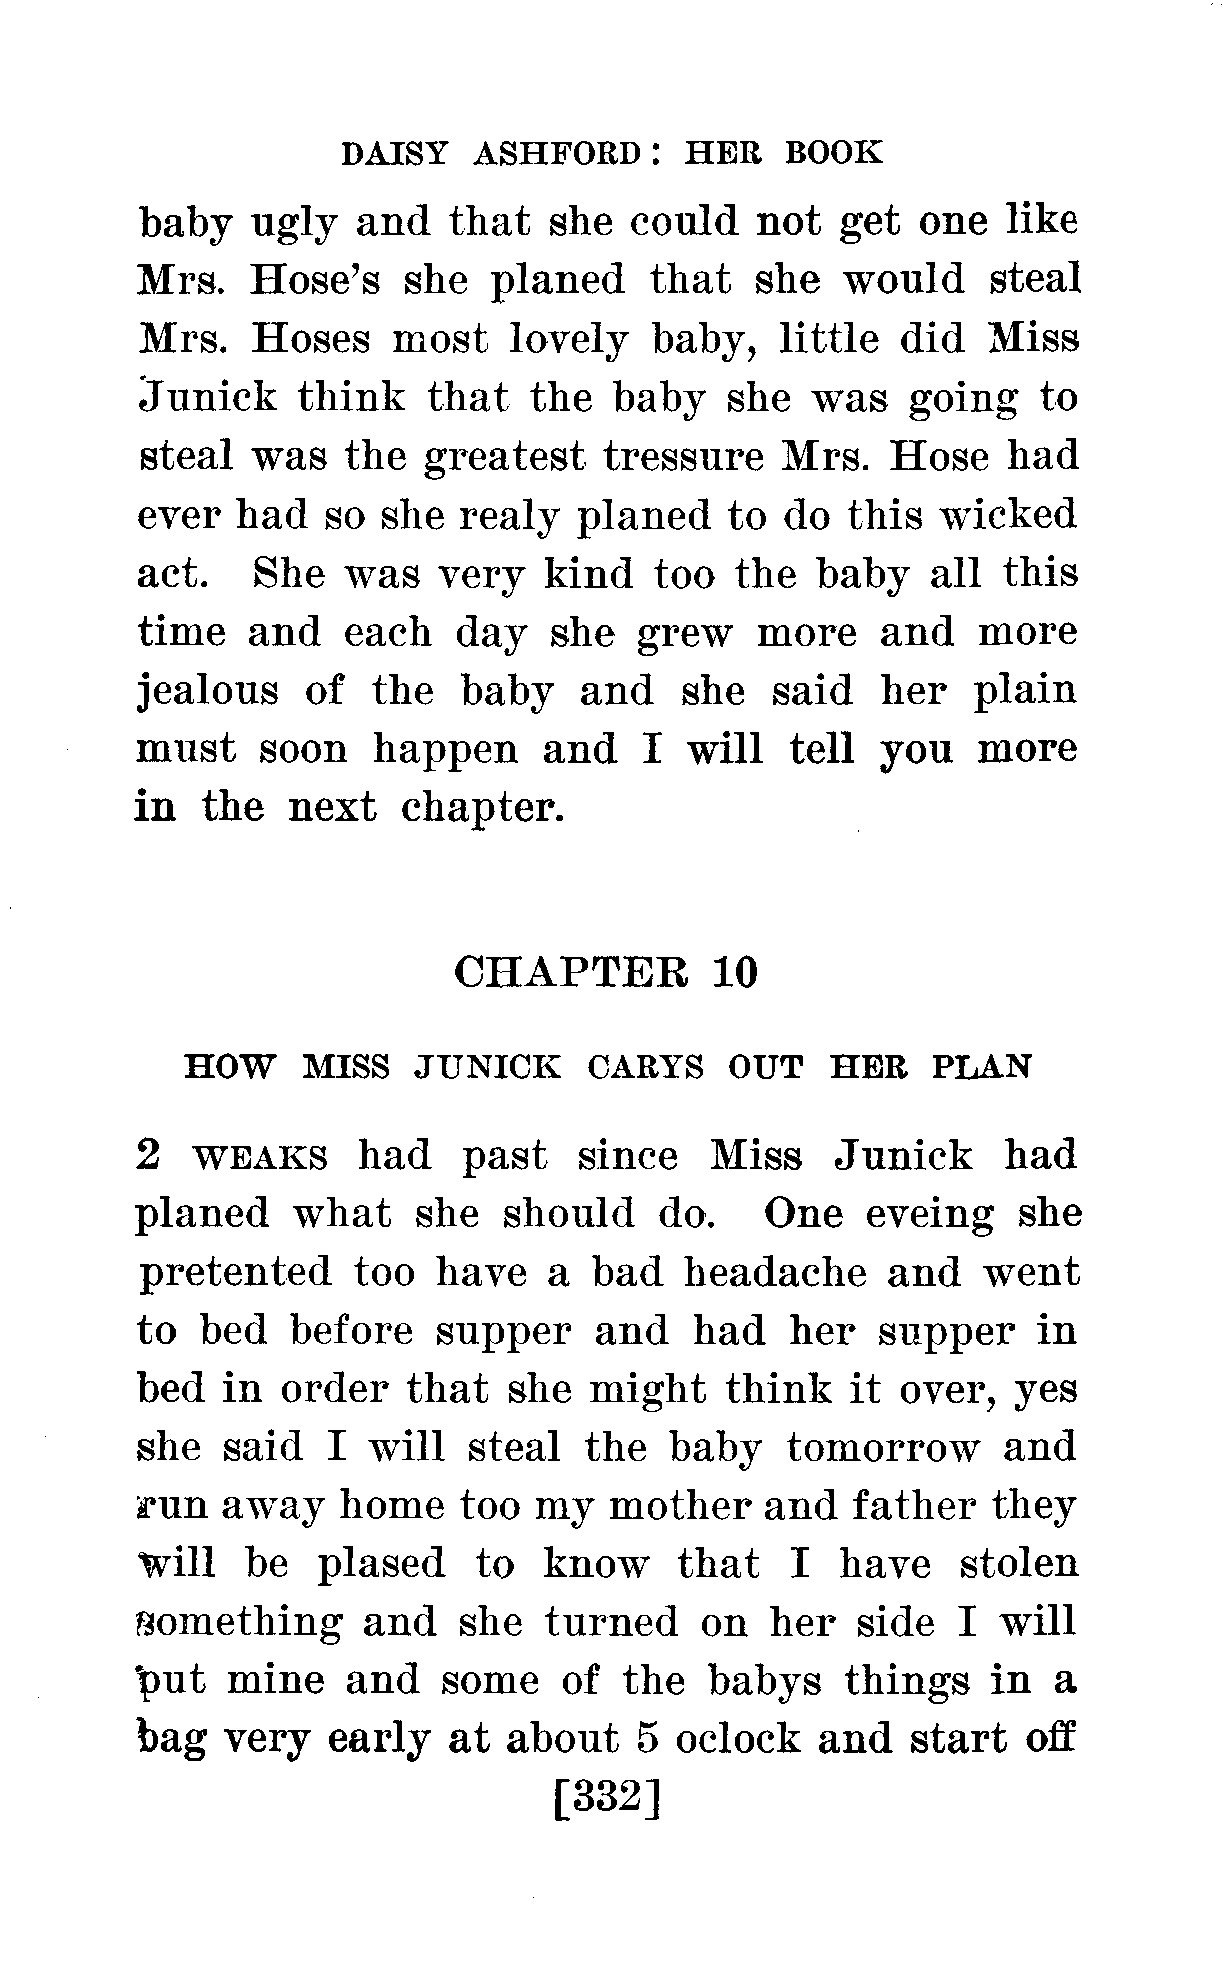 DAISY ASHFORD: HER BOOK
baby ugly and that she could not get one like
Mrs. Hose's she planed that she would steal
Mrs. Hoses most lovely baby, little did Miss
Junick think that the baby she was going to
steal was the greatest tressure Mrs. Hose had
ever had so she realy planed to do this wicked
act. She was very kind too the baby all this
time and each day she grew more and more
jealous of the baby and she said her plain
must soon happen and I will tell you more
in the next chapter.
CHAPTER 10
HOW MISS JUNICK CARYS OUT HER PLAN
2 WEAKS had past since Miss Junick had
planed what she should do. One eveing she
pretented too have a bad headache and went
to bed before supper and had her supper in
bed in order that she might think it over, yes
she said I will steal the baby tomorrow and
run away home too my mother and father they
will be plased to know that I have stolen
something and she turned on her side I will
put mine and some of the babys things in a
bag very early at about 5 oclock and start off
[332]